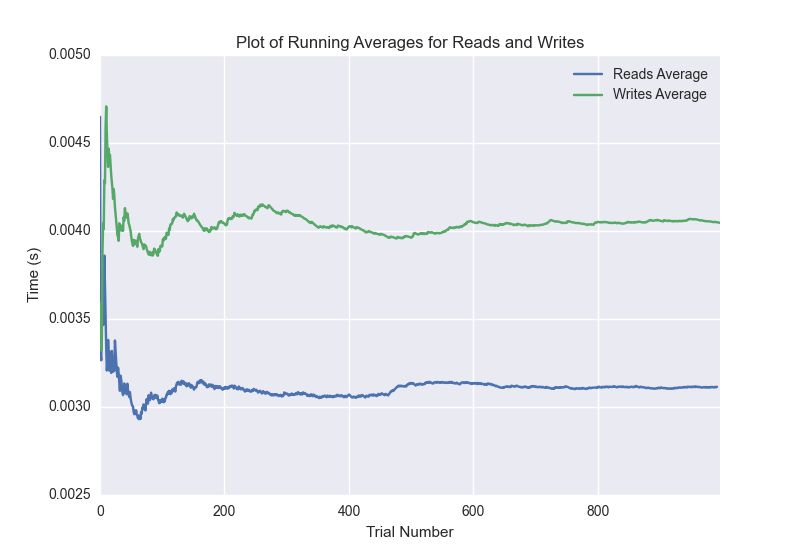 Plot of Running Averages for Reads and Writes
0.0050
Reads Average
Writes Average
0.0045
0.0040
Time (s)
0.0035
0.0030
0.0025
0 200 400 600 800
Trial Number